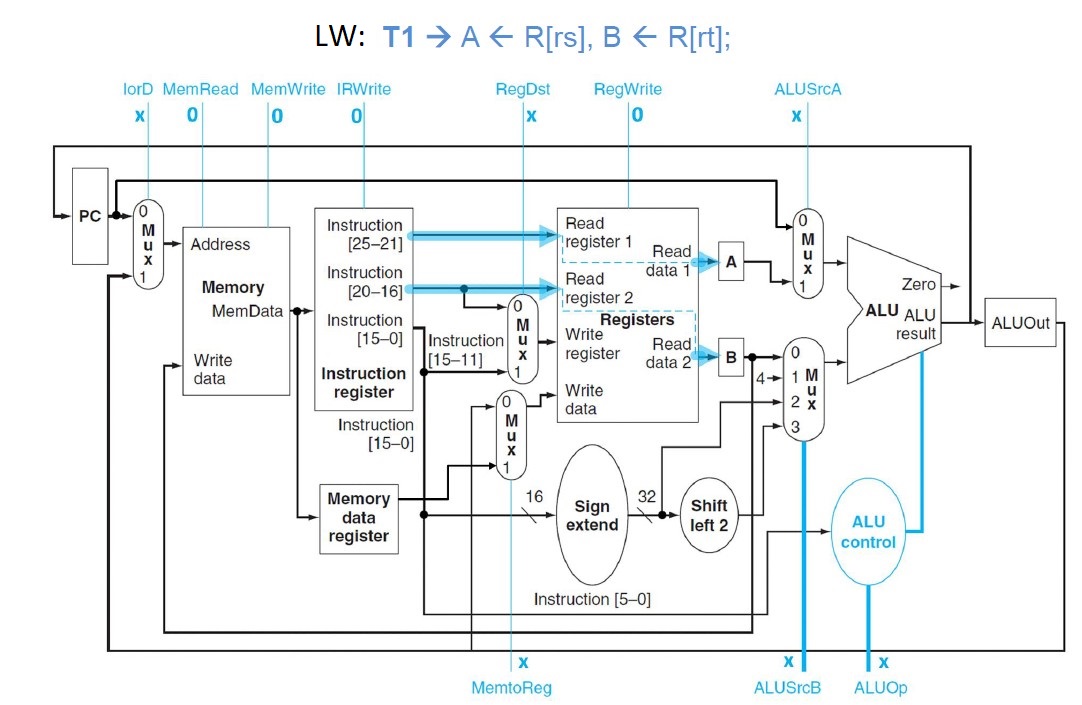 LW: T1 → A ← R[rs], B ← R[rt];
IorD MemRead MemWrite IRWrite RegDst RegWrite ALUSrcA
x 0 0 0 x 0 x
PC
0
M
u
x
1
Address
Memory
MemData
Write
data
Instruction
[25–21]
Instruction
[20–16]
Instruction
[15–0]
Instruction
register
Instruction
[15–0]
Memory
data
register
Instruction
[15–11]
0
M
u
x
1
0
M
u
x
1
Read
register 1
Read
data 1
Read
register 2
Registers
Write
register
Read
data 2
Write
data
16
Sign
extend
32
Shift
left 2
Instruction [5–0]
A
B
4
0
M
u
x
1
0
1
2
3
M
u
x
Zero
ALU
ALU
result
ALUOut
ALU
control
x x x
MemtoReg ALUSrcB ALUOp